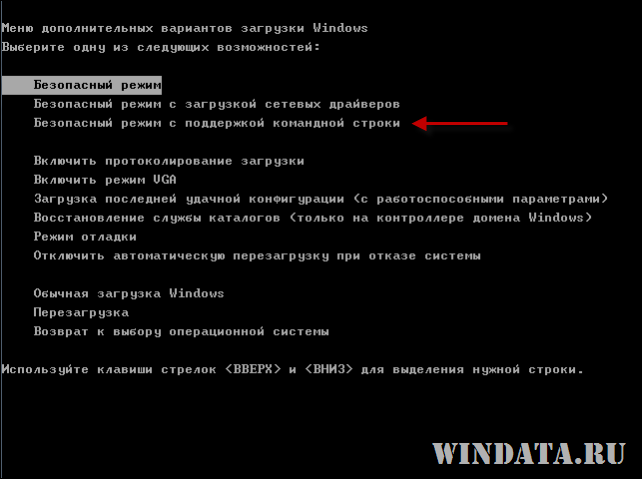 Меню дополнительных вариантов загрузки Windows
Выберите одну из следующих возможностей:
Безопасный режим
Безопасный режим с загрузкой сетевых драйверов
Безопасный режим с поддержкой командной строки
Включить протоколирование загрузки
Включить режим VGA
Загрузка последней удачной конфигурации (с работоспособными параметрами)
Восстановление службы каталогов (только на контроллере домена Windows)
Режим отладки
Отключить автоматическую перезагрузку при отказе системы
Обычная загрузка Windows
Перезагрузка
Возврат к выбору операционной системы
Используйте клавиши стрелок <ВВЕРХ> и <ВНИЗ> для выделения нужной строки.
WINDATA.RU